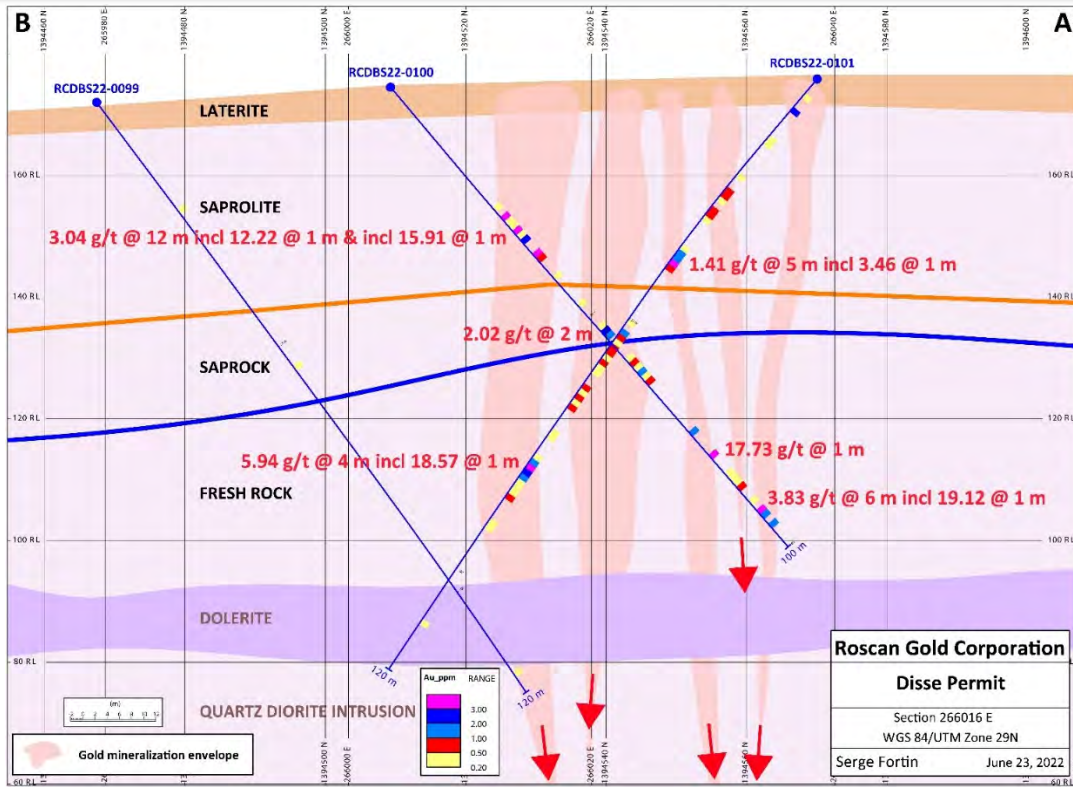 B
A
1394460 N
265980 E
1394480 N
1394500 N
266000 E
1394520 N
266020 E
1394540 N
1394560 N
266040 E
1394580 N
1394600 N
RCDBS22-0099
RCDBS22-0100
RCDBS22-0101
LATERITE
160 RL
160 RL
SAPROLITE
3.04 g/t @ 12 m incl 12.22 @ 1 m & incl 15.91 @ 1 m
1.41 g/t @ 5 m incl 3.46 @ 1 m
140 RL
140 RL
2.02 g/t @ 2 m
SAPROCK
120 RL
120 RL
17.73 g/t @ 1 m
5.94 g/t @ 4 m incl 18.57 @ 1 m
FRESH ROCK
3.83 g/t @ 6 m incl 19.12 @ 1 m
100 RL
100 RL
100 m
DOLERITE
80 RL
120 m
120 m
QUARTZ DIORITE INTRUSION
(m)
Au_ppm RANGE
3.00
2.00
1.00
0.50
0.20
Gold mineralization envelope
1394500 N
266000 E
266020 E
1394540 N
60 RL
Roscan Gold Corporation
Disse Permit
Section 266016 E
WGS 84/UTM Zone 29N
Serge Fortin June 23, 2022